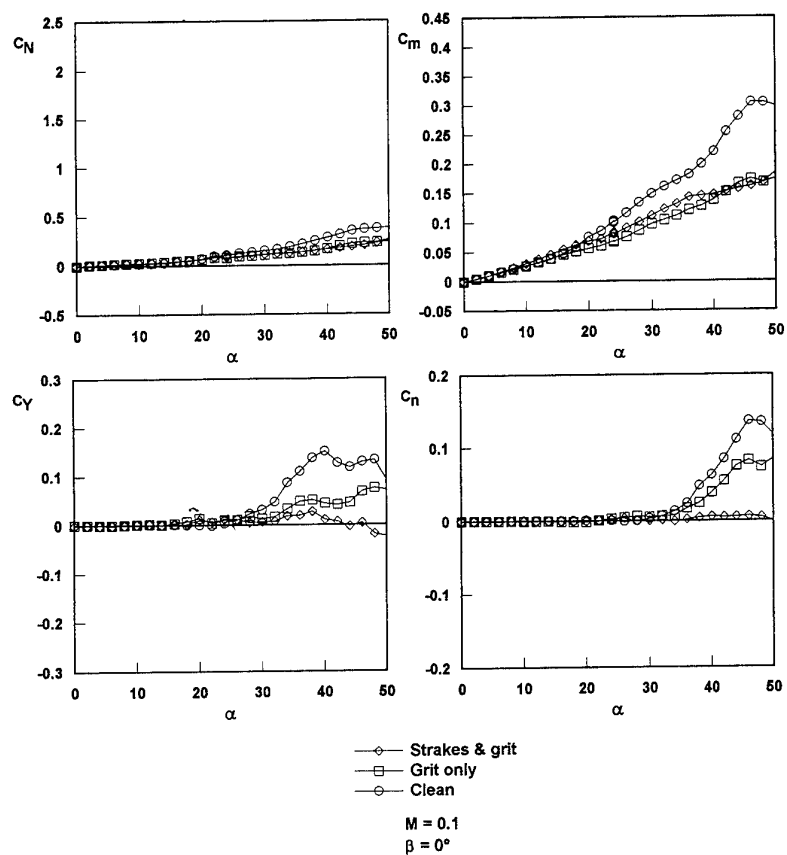 C_N
2.5
2
1.5
1
0.5
0
-0.5
0 10 20 30 40 50
α
C_m
0.45
0.4
0.35
0.3
0.25
0.2
0.15
0.1
0.05
0
-0.05
0 10 20 30 40 50
α
C_Y
0.3
0.2
0.1
0
-0.1
-0.2
-0.3
0 10 20 30 40 50
α
C_n
0.2
0.1
0
-0.1
-0.2
0 10 20 30 40 50
α
Strakes & grit
Grit only
Clean
M = 0.1
β = 0°